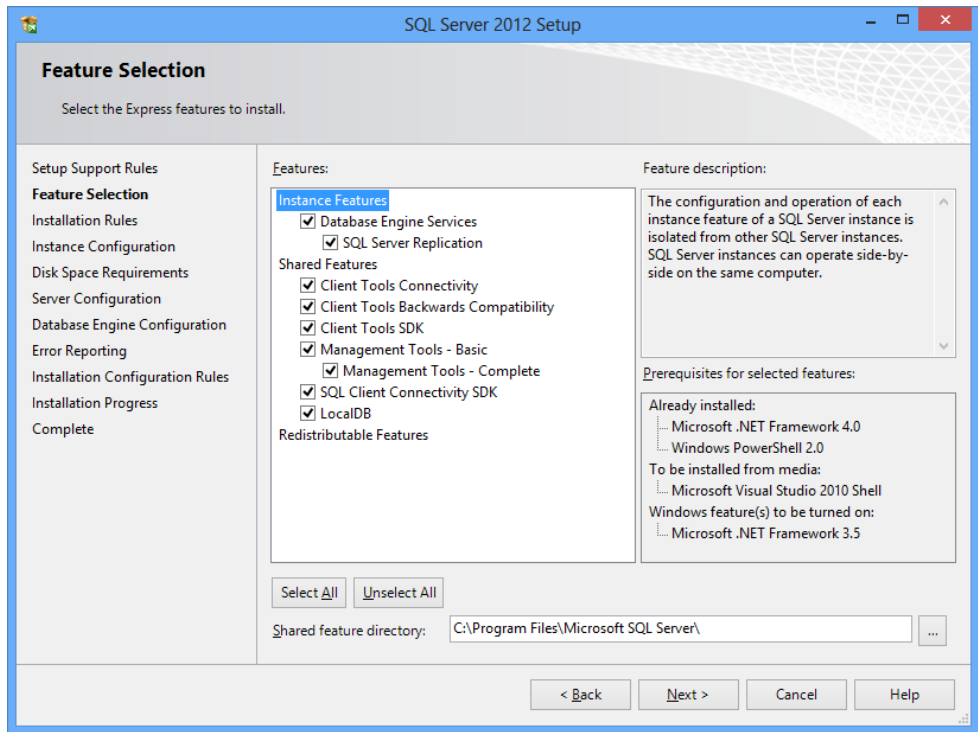 SQL Server 2012 Setup
Feature Selection
Select the Express features to install.
Setup Support Rules
Feature Selection
Installation Rules
Instance Configuration
Disk Space Requirements
Server Configuration
Database Engine Configuration
Error Reporting
Installation Configuration Rules
Installation Progress
Complete
Features:
Instance Features
Database Engine Services
SQL Server Replication
Shared Features
Client Tools Connectivity
Client Tools Backwards Compatibility
Client Tools SDK
Management Tools - Basic
Management Tools - Complete
SQL Client Connectivity SDK
LocalDB
Redistributable Features
Feature description:
The configuration and operation of each
instance feature of a SQL Server instance is
isolated from other SQL Server instances.
SQL Server instances can operate side-by-
side on the same computer.
Prerequisites for selected features:
Already installed:
Microsoft .NET Framework 4.0
Windows PowerShell 2.0
To be installed from media:
Microsoft Visual Studio 2010 Shell
Windows feature(s) to be turned on:
Microsoft .NET Framework 3.5
Select All
Unselect All
Shared feature directory:
C:\Program Files\Microsoft SQL Server\
...
< Back
Next >
Cancel
Help